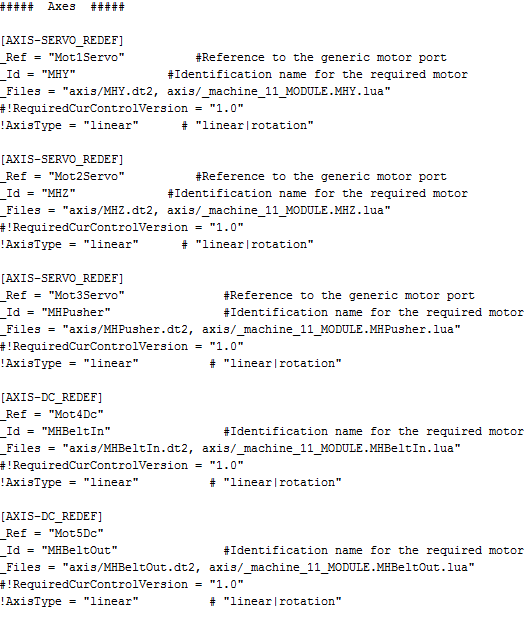 #####  Axes  #####
[AXIS-SERVO_REDEF]
_Ref = "Mot1Servo"          #Reference to the generic motor port
_Id = "MHY"             #Identification name for the required motor
_Files = "axis/MHY.dt2, axis/_machine_11_MODULE.MHY.lua"
#!RequiredCurControlVersion = "1.0"
!AxisType = "linear"      # "linear|rotation"
[AXIS-SERVO_REDEF]
_Ref = "Mot2Servo"          #Reference to the generic motor port
_Id = "MHZ"             #Identification name for the required motor
_Files = "axis/MHZ.dt2, axis/_machine_11_MODULE.MHZ.lua"
#!RequiredCurControlVersion = "1.0"
!AxisType = "linear"      # "linear|rotation"
[AXIS-SERVO_REDEF]
_Ref = "Mot3Servo"              #Reference to the generic motor port
_Id = "MHPusher"                #Identification name for the required motor
_Files = "axis/MHPusher.dt2, axis/_machine_11_MODULE.MHPusher.lua"
#!RequiredCurControlVersion = "1.0"
!AxisType = "linear"          # "linear|rotation"
[AXIS-DC_REDEF]
_Ref = "Mot4Dc"
_Id = "MHBeltIn"                #Identification name for the required motor
_Files = "axis/MHBeltIn.dt2, axis/_machine_11_MODULE.MHBeltIn.lua"
#!RequiredCurControlVersion = "1.0"
!AxisType = "linear"          # "linear|rotation"
[AXIS-DC_REDEF]
_Ref = "Mot5Dc"
_Id = "MHBeltOut"               #Identification name for the required motor
_Files = "axis/MHBeltOut.dt2, axis/_machine_11_MODULE.MHBeltOut.lua"
#!RequiredCurControlVersion = "1.0"
!AxisType = "linear"          # "linear|rotation"